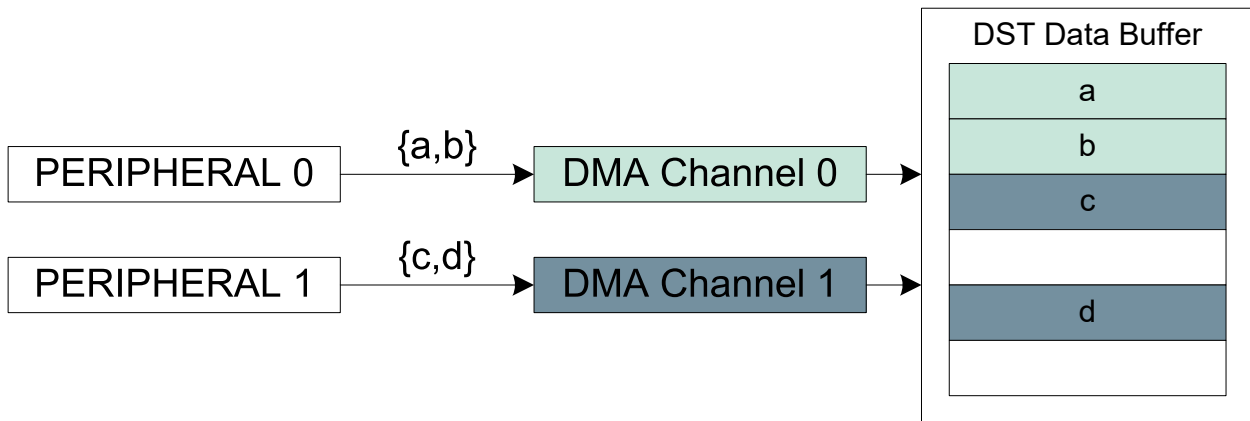 DST Data Buffer
a
{a,b}
b
PERIPHERAL 0
DMA Channel 0
c
{c,d}
PERIPHERAL 1
DMA Channel 1
d